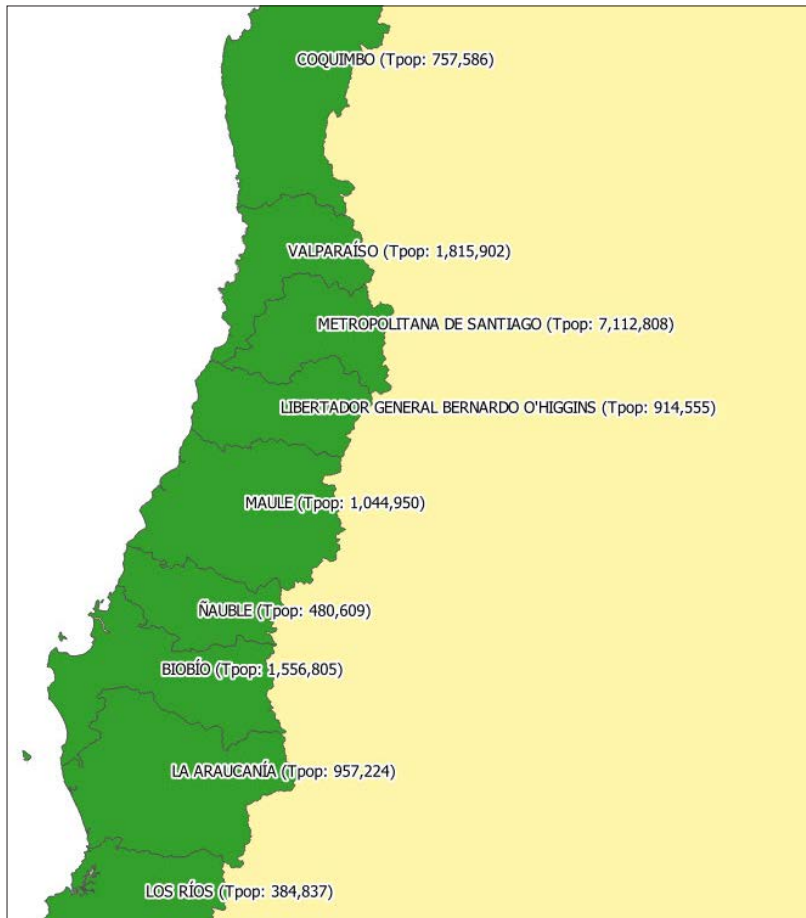 COQUIMBO (Tpop: 757,586)
VALPARAÍSO (Tpop: 1,815,902)
METROPOLITANA DE SANTIAGO (Tpop: 7,112,808)
LIBERTADOR GENERAL BERNARDO O'HIGGINS (Tpop: 914,555)
MAULE (Tpop: 1,044,950)
ÑAUBLE (Tpop: 480,609)
BIOBÍO (Tpop: 1,556,805)
LA ARAUCANÍA (Tpop: 957,224)
LOS RÍOS (Tpop: 384,837)